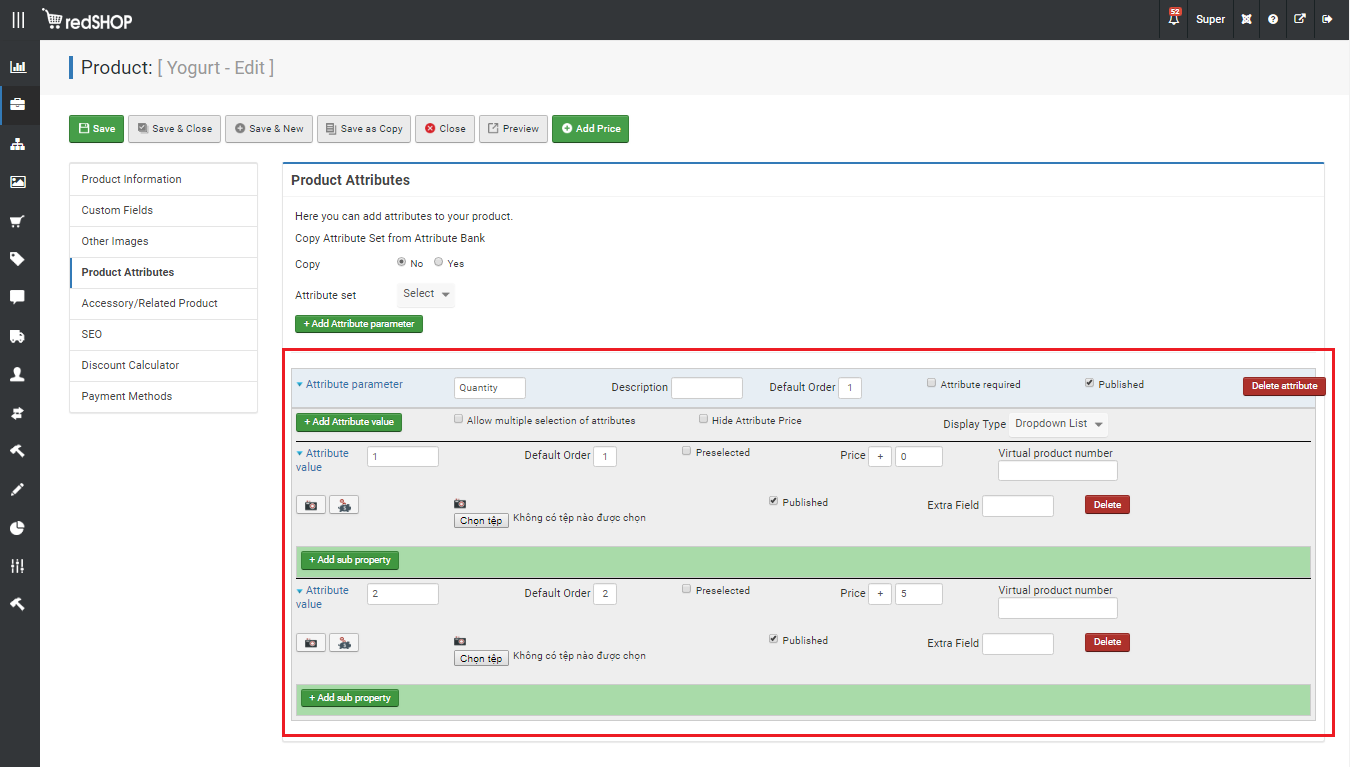 redSHOP
52
Super
Product: [ Yogurt - Edit ]
Save
Save & Close
Save & New
Save as Copy
Close
Preview
Add Price
Product Information
Custom Fields
Other Images
Product Attributes
Accessory/Related Product
SEO
Discount Calculator
Payment Methods
Product Attributes
Here you can add attributes to your product.
Copy Attribute Set from Attribute Bank
Copy No Yes
Attribute set Select
+ Add Attribute parameter
Attribute parameter Quantity Description Default Order 1 Attribute required Published Delete attribute
+ Add Attribute value Allow multiple selection of attributes Hide Attribute Price Display Type Dropdown List
Attribute value 1 Default Order 1 Preselected Price + 0 Virtual product number
Chọn tệp Không có tệp nào được chọn Published Extra Field Delete
+ Add sub property
Attribute value 2 Default Order 2 Preselected Price + 5 Virtual product number
Chọn tệp Không có tệp nào được chọn Published Extra Field Delete
+ Add sub property